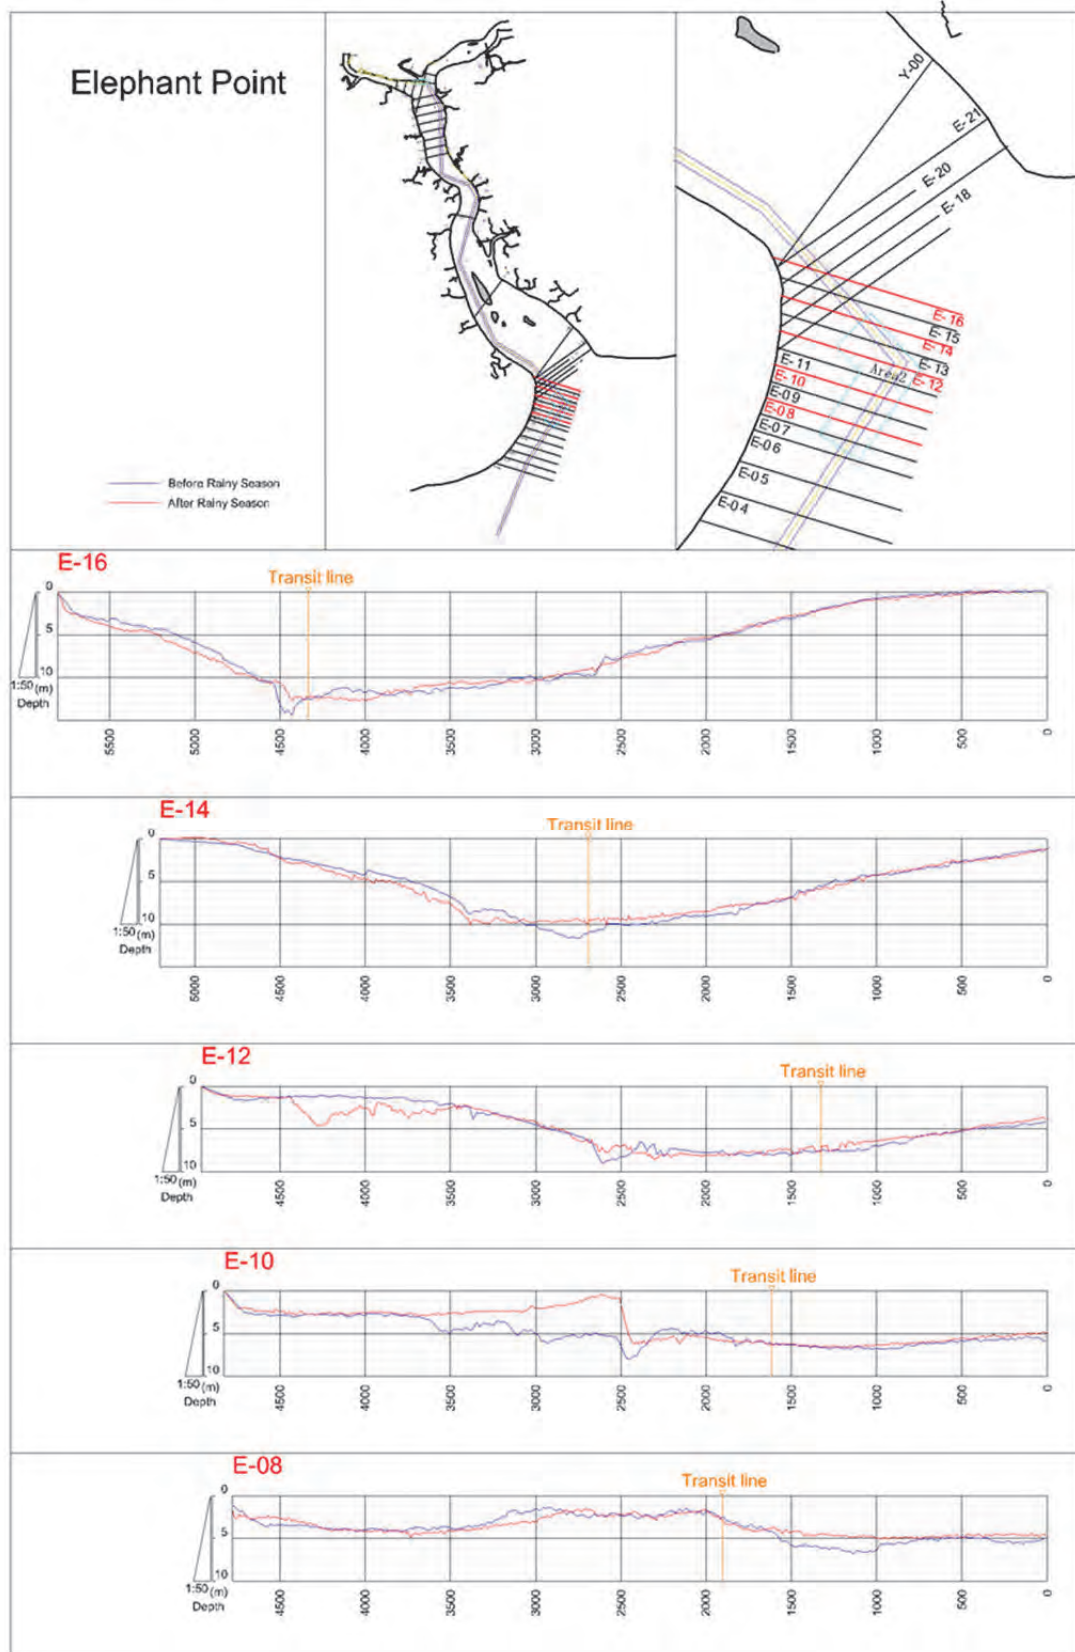 Elephant Point
Before Rainy Season
After Rainy Season
Y-00
E-21
E-20
E-18
E-16
E-15
E-14
E-13
E-12
Area2
E-11
E-10
E-09
E-08
E-07
E-06
E-05
E-04
E-16
Transit line
0
5
10
1:50 (m)
Depth
5500
5000
4500
4000
3500
3000
2500
2000
1500
1000
500
0
E-14
Transit line
0
5
10
1:50 (m)
Depth
5000
4500
4000
3500
3000
2500
2000
1500
1000
500
0
E-12
Transit line
0
5
10
1:50 (m)
Depth
4500
4000
3500
3000
2500
2000
1500
1000
500
0
E-10
Transit line
0
5
10
1:50 (m)
Depth
4500
4000
3500
3000
2500
2000
1500
1000
500
0
E-08
Transit line
0
5
10
1:50 (m)
Depth
4500
4000
3500
3000
2500
2000
1500
1000
500
0